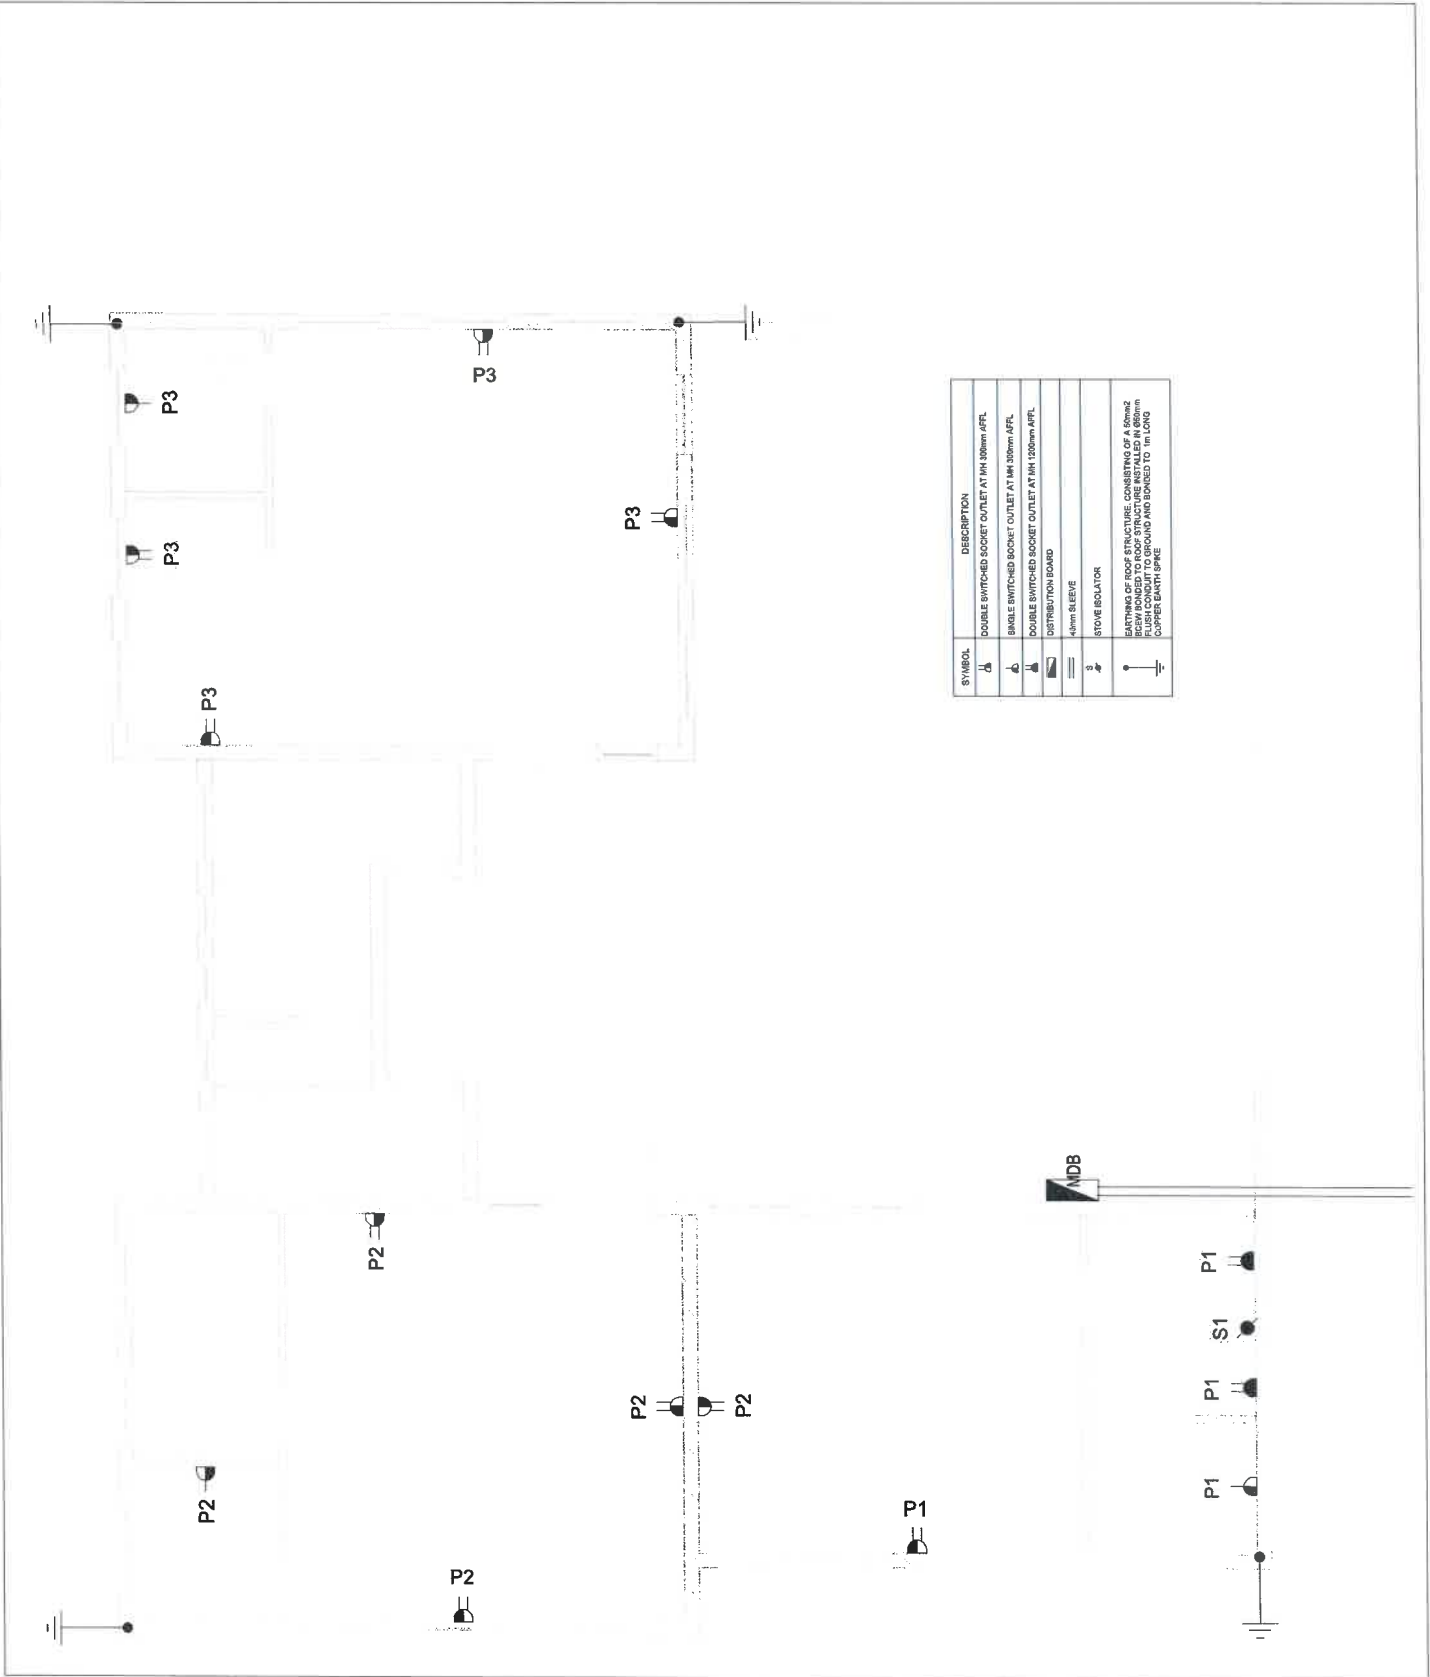 P3
P3
P3
P3
P3
P2
P2
P2
P2
P2
P1
P1
P1
S1
P1
MDB
SYMBOL DESCRIPTION
DOUBLE SWITCHED SOCKET OUTLET AT MH 300mm AFFL
SINGLE SWITCHED SOCKET OUTLET AT MH 300mm AFFL
DOUBLE SWITCHED SOCKET OUTLET AT MH 1200mm AFFL
DISTRIBUTION BOARD
40mm SLEEVE
S STOVE ISOLATOR
EARTHING OF ROOF STRUCTURE. CONSISTING OF A 50mm2
BCEW BONDED TO ROOF STRUCTURE INSTALLED IN Ø50mm
FLUSH CONDUIT TO GROUND AND BONDED TO 1m LONG
COPPER EARTH SPIKE